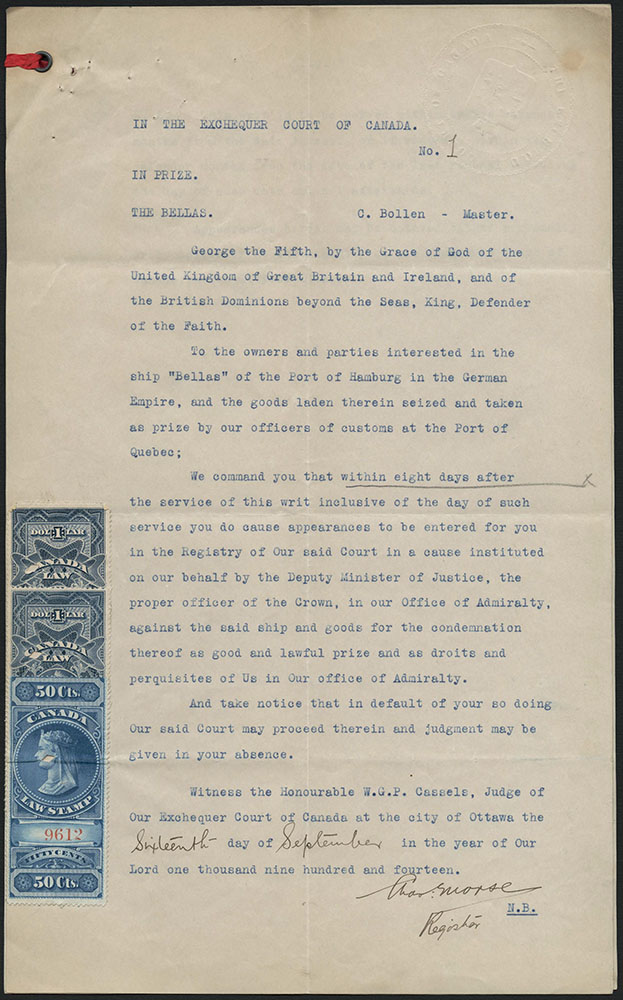 IN THE EXCHEQUER COURT OF CANADA.
No. 1
IN PRIZE.
THE BELLAS. C. Bollen - Master.
George the Fifth, by the Grace of God of the
United Kingdom of Great Britain and Ireland, and of
the British Dominions beyond the Seas, King, Defender
of the Faith.
To the owners and parties interested in the
ship "Bellas" of the Port of Hamburg in the German
Empire, and the goods laden therein seized and taken
as prize by our officers of customs at the Port of
Quebec;
We command you that within eight days after x
the service of this writ inclusive of the day of such
service you do cause appearances to be entered for you
in the Registry of Our said Court in a cause instituted
on our behalf by the Deputy Minister of Justice, the
proper officer of the Crown, in our Office of Admiralty,
against the said ship and goods for the condemnation
thereof as good and lawful prize and as droits and
perquisites of Us in Our office of Admiralty.
And take notice that in default of your so doing
Our said Court may proceed therein and judgment may be
given in your absence.
Witness the Honourable W.G.P. Cassels, Judge of
Our Exchequer Court of Canada at the city of Ottawa the
Sixteenth day of September in the year of Our
Lord one thousand nine hundred and fourteen.
Chas. Morse
Registrar
N.B.
DOL 1 LAR
CANADA
LAW
DOL 1 LAR
CANADA
LAW
50 Cts.
CANADA
LAW STAMP
9612
FIFTY CENTS
50 Cts.